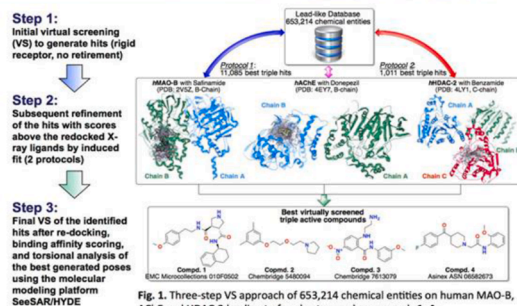 Step 1:
Initial virtual screening
(VS) to generate hits (rigid
receptor, no retirement)
Step 2:
Subsequent refinement
of the hits with scores
above the redocked X-
ray ligands by induced
fit (2 protocols)
Step 3:
Final VS of the identified
hits after re-docking,
binding affinity scoring,
and torsional analysis of
the best generated poses
using the molecular
modeling platform
SeeSAR/HYDE
Lead-like Database
653,214 chemical entities
Protocol 1:
11,085 best triple hits
Protocol 2:
1,011 best triple hits
hMAO-B with Safinamide
(PDB: 2V5Z, B-Chain)
Chain B
Chain A
hAChE with Donepezil
(PDB: 4EY7, B-chain)
Chain B
Chain A
hHDAC-2 with Benzamide
(PDB: 4LY1, C-chain)
Chain A
Chain C
Best virtually screened
triple active compounds
Compd. 1
EMC Microcollections 010F0502
Compd. 2
Chembridge 5480094
Compd. 3
Chembridge 7613079
Compd. 4
Asinex ASN 06582673
Fig. 1. Three-step VS approach of 653,214 chemical entities on human MAO-B,